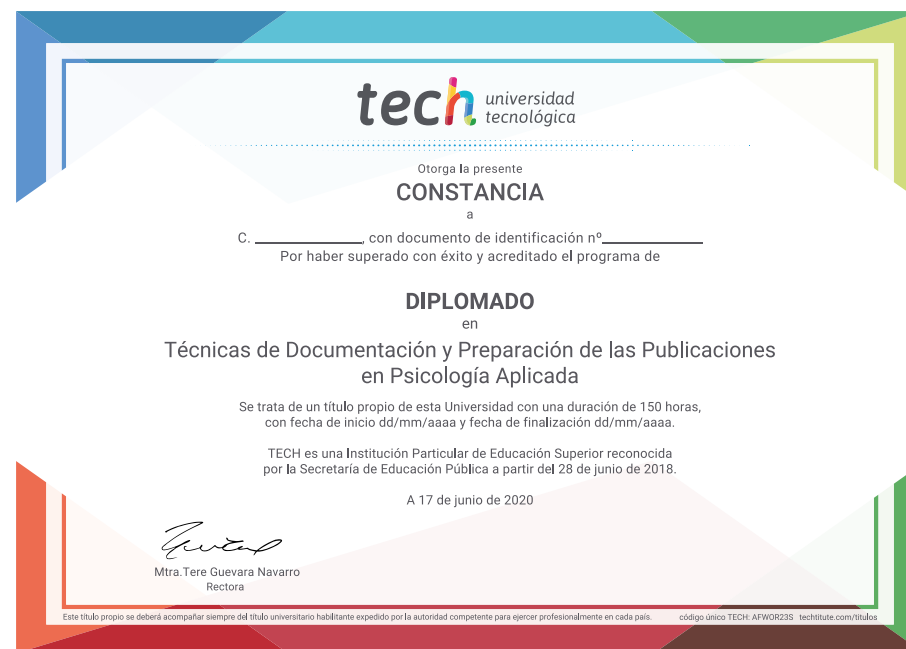 tech universidad
tecnológica
Otorga la presente
CONSTANCIA
a
C. ______________, con documento de identificación nº_____________
Por haber superado con éxito y acreditado el programa de
DIPLOMADO
en
Técnicas de Documentación y Preparación de las Publicaciones
en Psicología Aplicada
Se trata de un título propio de esta Universidad con una duración de 150 horas,
con fecha de inicio dd/mm/aaaa y fecha de finalización dd/mm/aaaa.
TECH es una Institución Particular de Educación Superior reconocida
por la Secretaría de Educación Pública a partir del 28 de junio de 2018.
A 17 de junio de 2020
Mtra.Tere Guevara Navarro
Rectora
Este título propio se deberá acompañar siempre del título universitario habilitante expedido por la autoridad competente para ejercer profesionalmente en cada país. código único TECH: AFWOR23S techtitute.com/titulos